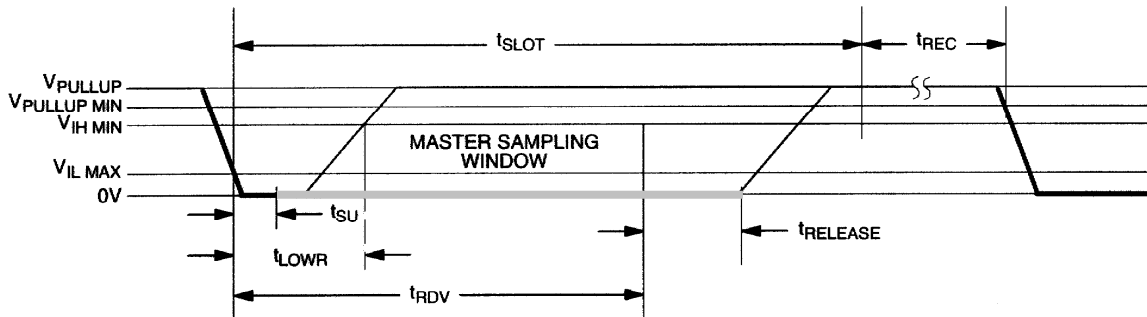 tSLOT
tREC
VPULLUP
VPULLUP MIN
VIH MIN
MASTER SAMPLING
WINDOW
VIL MAX
0V
tSU
tRELEASE
tLOWR
tRDV